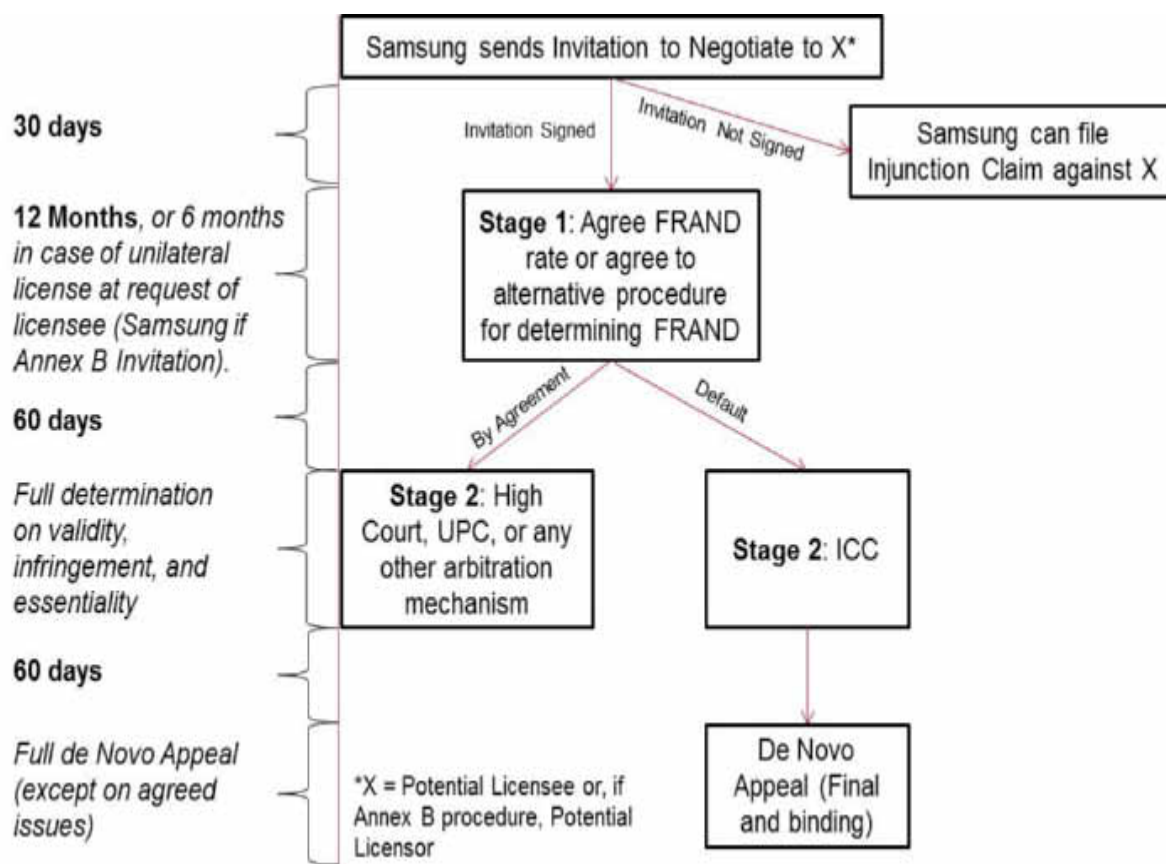 Samsung sends Invitation to Negotiate to X*
30 days
Invitation Signed
Invitation Not Signed
Samsung can file
Injunction Claim against X
12 Months, or 6 months
in case of unilateral
license at request of
licensee (Samsung if
Annex B Invitation).
Stage 1: Agree FRAND
rate or agree to
alternative procedure
for determining FRAND
60 days
By Agreement
Default
Full determination
on validity,
infringement, and
essentiality
Stage 2: High
Court, UPC, or any
other arbitration
mechanism
Stage 2: ICC
60 days
Full de Novo Appeal
(except on agreed
issues)
*X = Potential Licensee or, if
Annex B procedure, Potential
Licensor
De Novo
Appeal (Final
and binding)